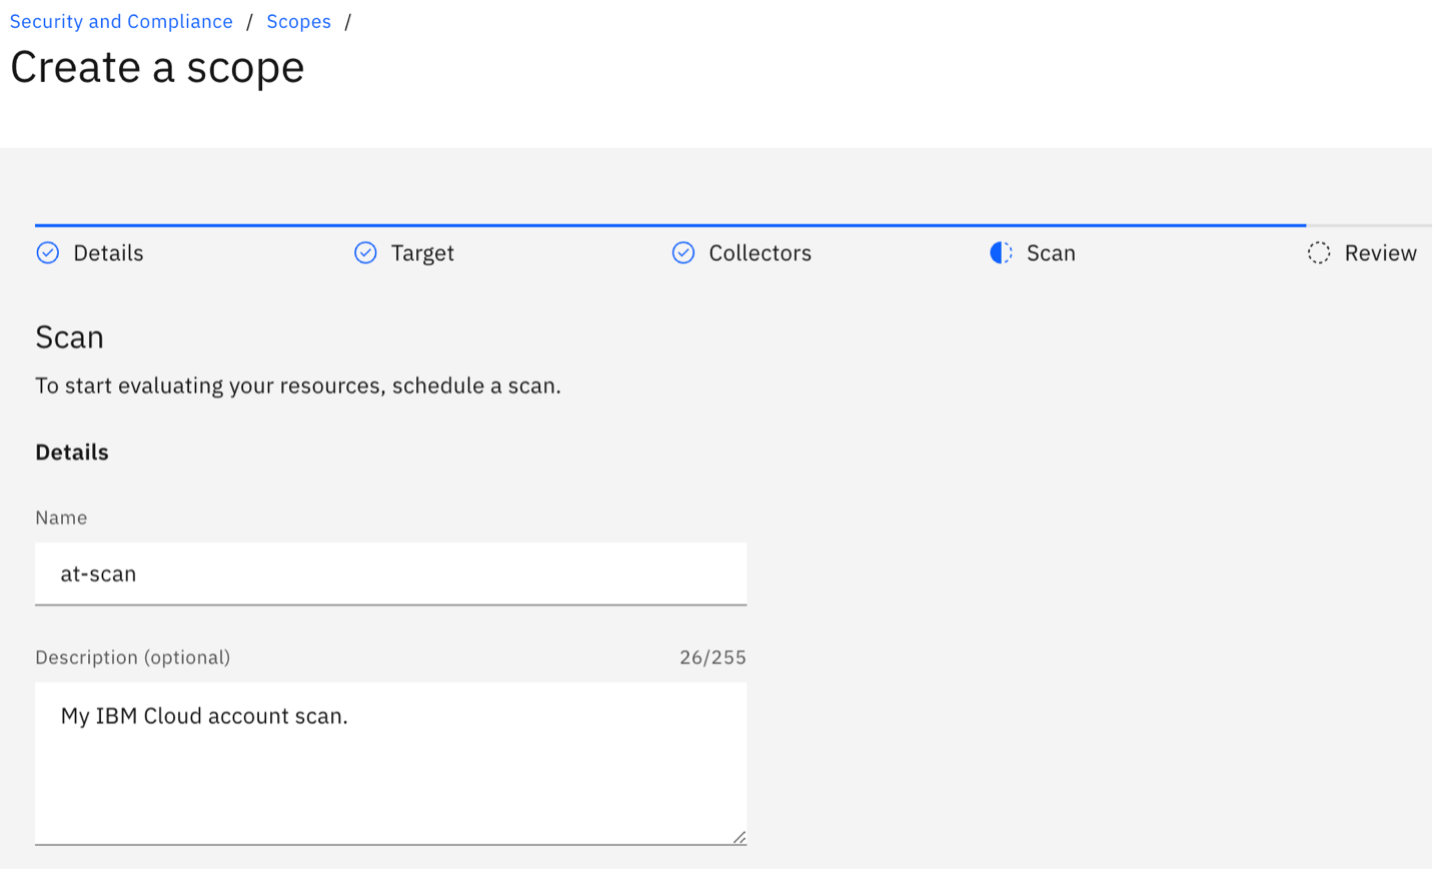 Security and Compliance / Scopes /
Create a scope
Details Target Collectors Scan Review
Scan
To start evaluating your resources, schedule a scan.
Details
Name
at-scan
Description (optional) 26/255
My IBM Cloud account scan.